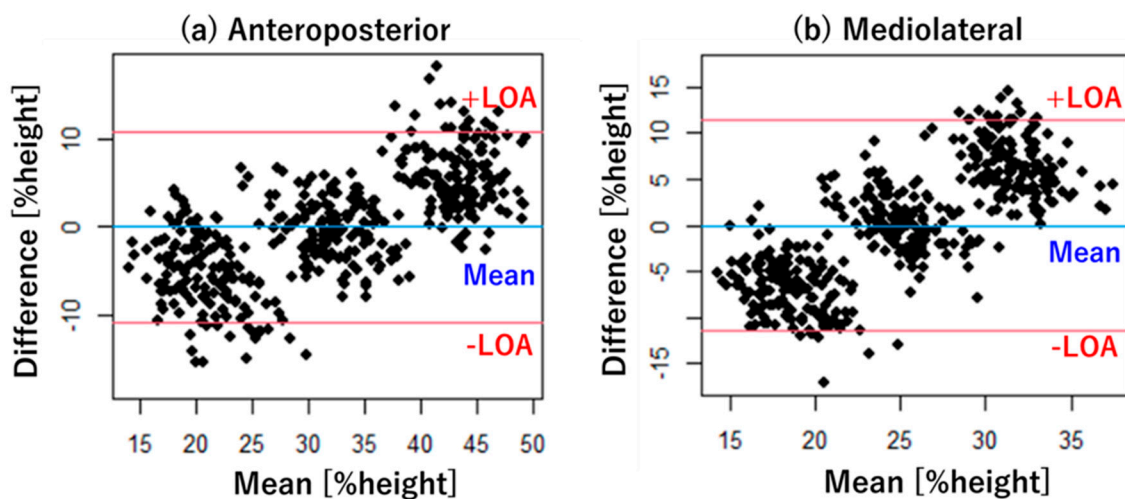 (a) Anteroposterior
Difference [%height]
10
0
-10
+LOA
Mean
-LOA
15 20 25 30 35 40 45 50
Mean [%height]
(b) Mediolateral
Difference [%height]
15
10
5
0
-5
-15
+LOA
Mean
-LOA
15 20 25 30 35
Mean [%height]